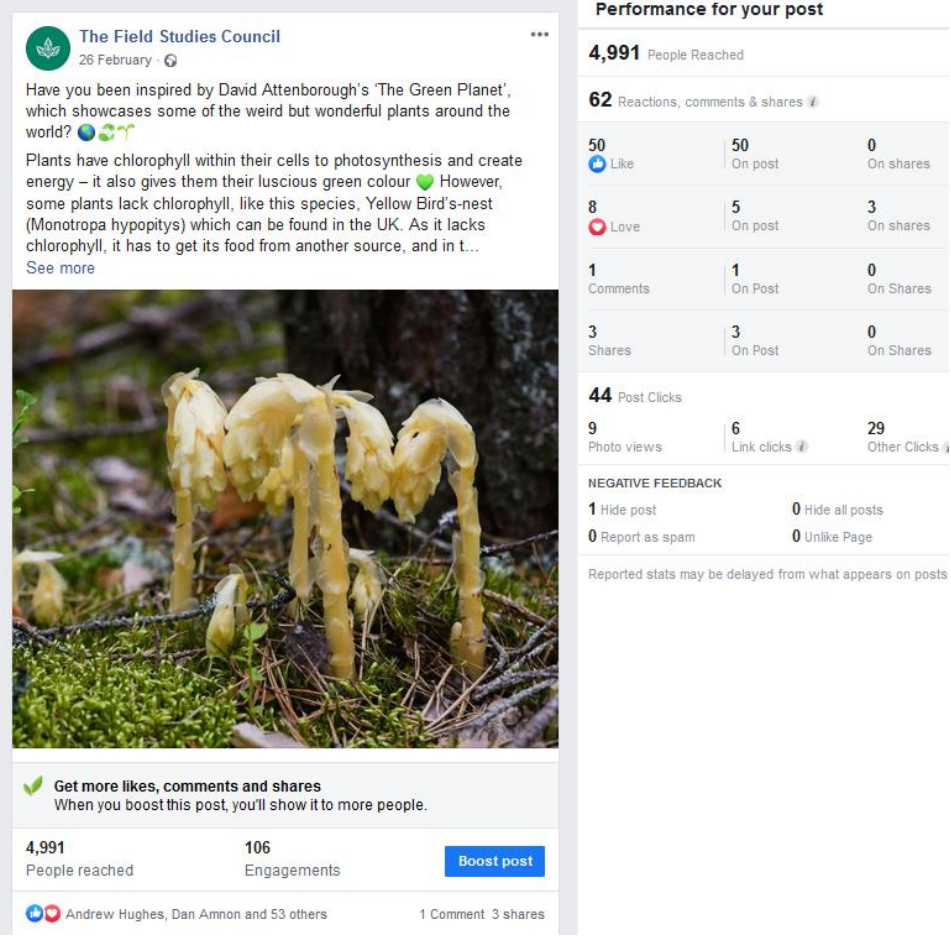 The Field Studies Council
26 February ·
Have you been inspired by David Attenborough's 'The Green Planet',
which showcases some of the weird but wonderful plants around the
world? 🌎♻️🌱
Plants have chlorophyll within their cells to photosynthesis and create
energy – it also gives them their luscious green colour 💚 However,
some plants lack chlorophyll, like this species, Yellow Bird's-nest
(Monotropa hypopitys) which can be found in the UK. As it lacks
chlorophyll, it has to get its food from another source, and in t...
See more
Get more likes, comments and shares
When you boost this post, you'll show it to more people.
4,991 106
People reached Engagements
Boost post
Andrew Hughes, Dan Amnon and 53 others 1 Comment 3 shares
Performance for your post
4,991 People Reached
62 Reactions, comments & shares
50 50 0
Like On post On shares
8 5 3
Love On post On shares
1 1 0
Comments On Post On Shares
3 3 0
Shares On Post On Shares
44 Post Clicks
9 6 29
Photo views Link clicks Other Clicks
NEGATIVE FEEDBACK
1 Hide post 0 Hide all posts
0 Report as spam 0 Unlike Page
Reported stats may be delayed from what appears on posts